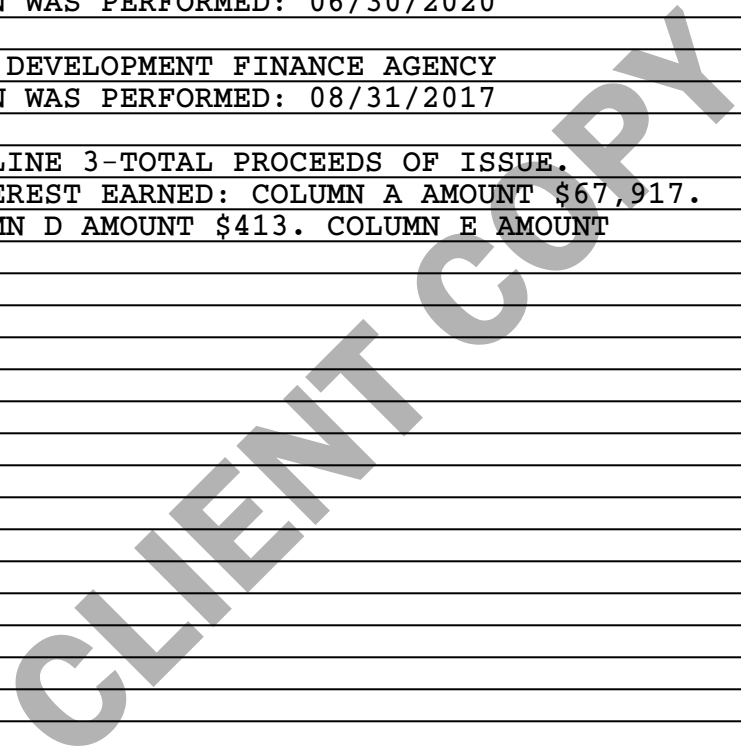 WAS PERFORMED: 06/30/2020
DEVELOPMENT FINANCE AGENCY
WAS PERFORMED: 08/31/2017
LINE 3-TOTAL PROCEEDS OF ISSUE.
EREST EARNED: COLUMN A AMOUNT $67,917.
MN D AMOUNT $413. COLUMN E AMOUNT
CLIENT COPY